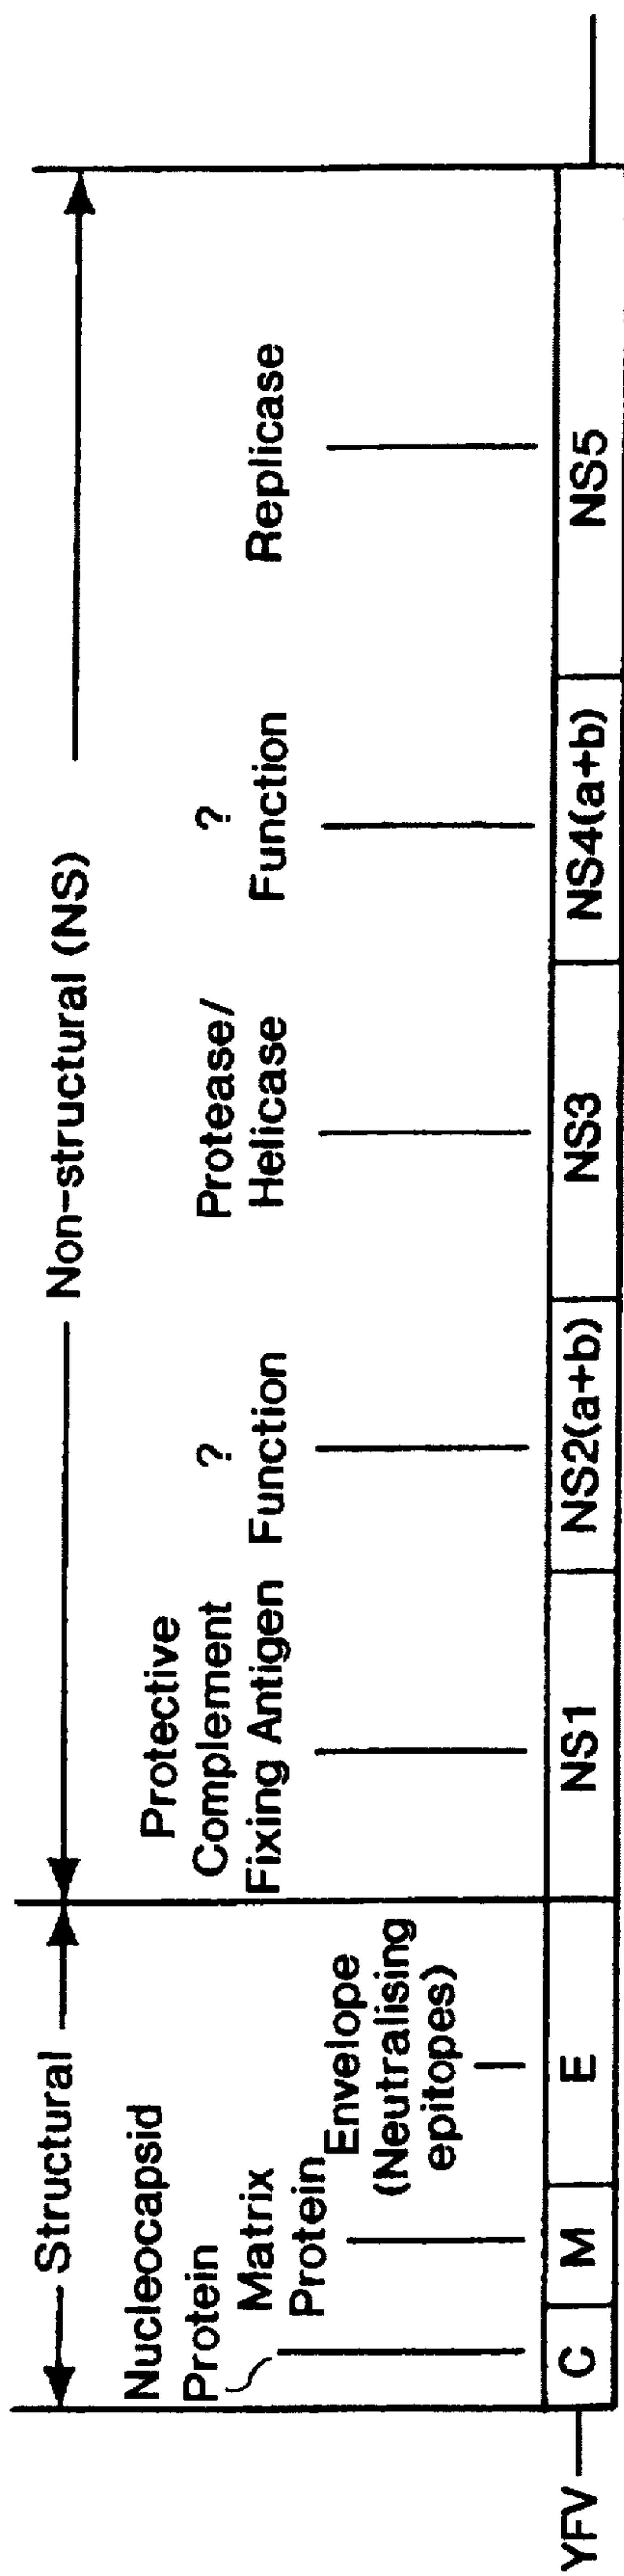 Structural
Non-structural (NS)
Nucleocapsid
Protein
Matrix
Protein
Envelope
(Neutralising
epitopes)
Protective
Complement
Fixing Antigen
?
Function
Protease/
Helicase
?
Function
Replicase
YFV
C
M
E
NS1
NS2(a+b)
NS3
NS4(a+b)
NS5